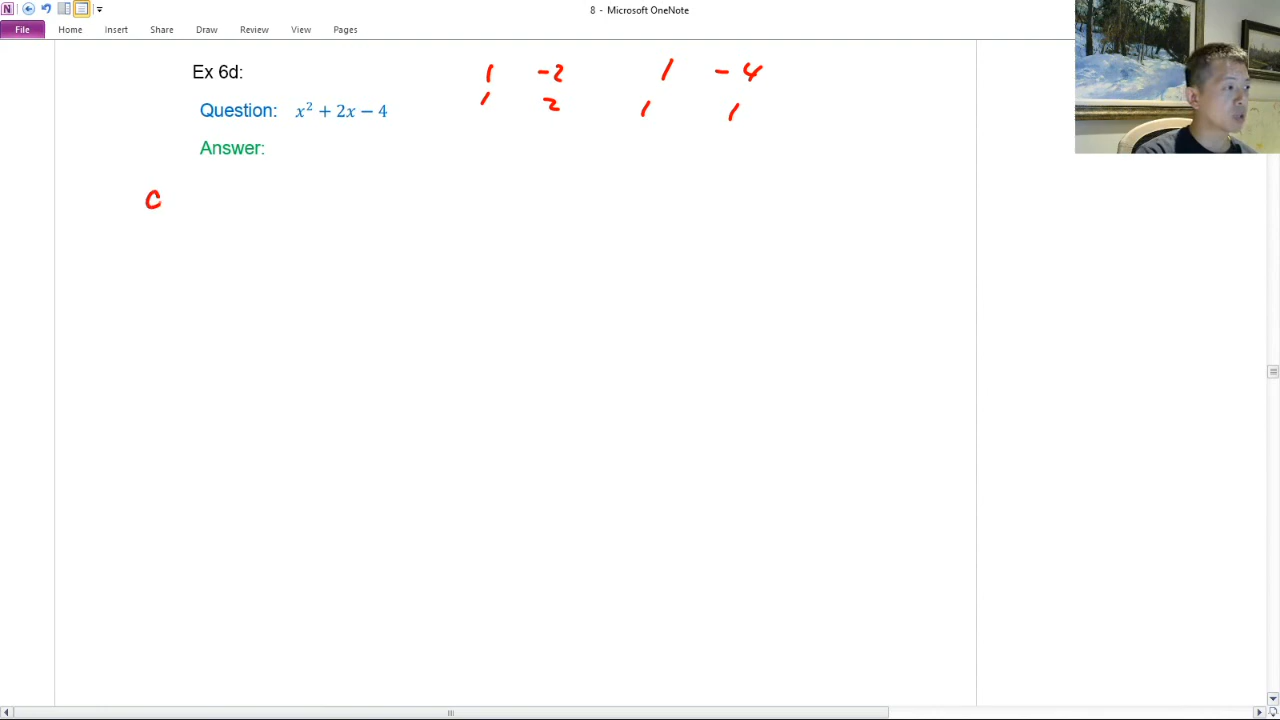 8 - Microsoft OneNote
File Home Insert Share Draw Review View Pages
Ex 6d:
1 -2 1 - 4
1 2 1 1
Question: x² + 2x − 4
Answer:
C